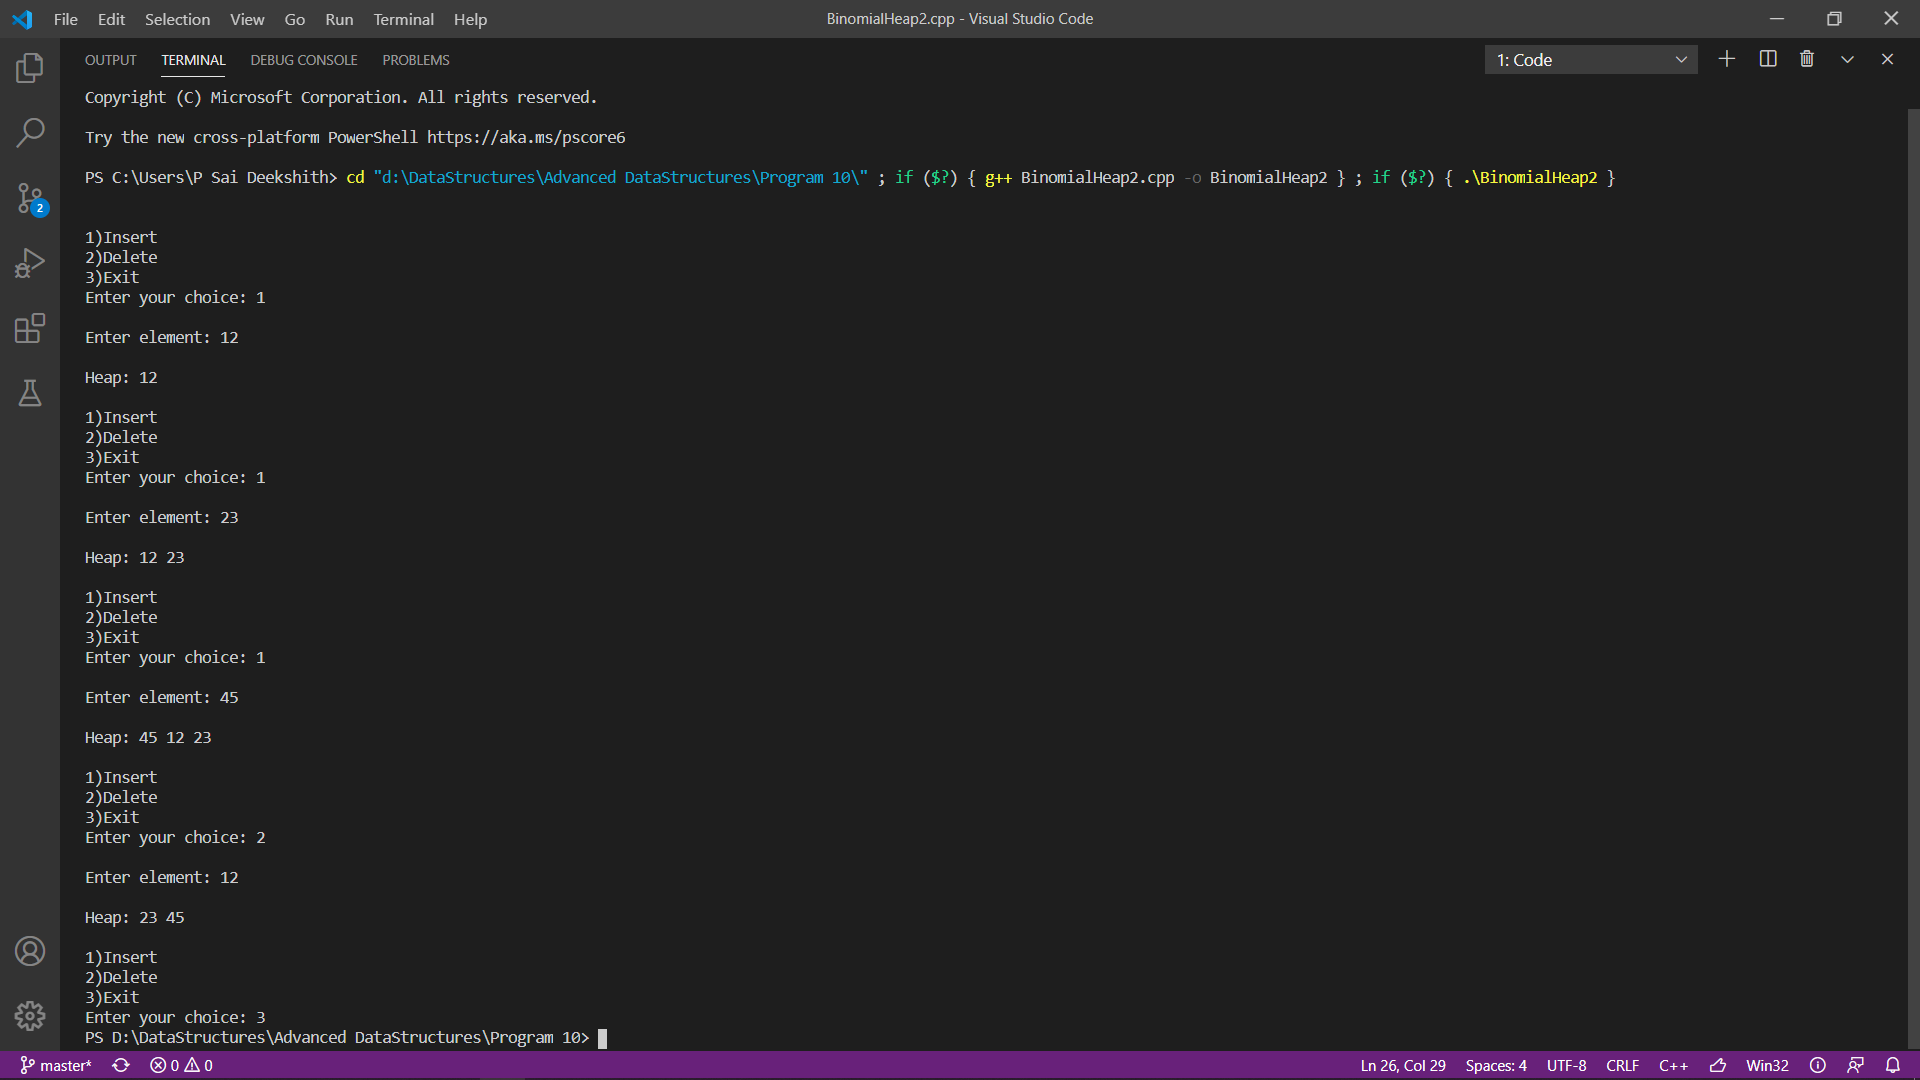 File Edit Selection View Go Run Terminal Help BinomialHeap2.cpp - Visual Studio Code
OUTPUT TERMINAL DEBUG CONSOLE PROBLEMS 1: Code
Copyright (C) Microsoft Corporation. All rights reserved.
Try the new cross-platform PowerShell https://aka.ms/pscore6
PS C:\Users\P Sai Deekshith> cd "d:\DataStructures\Advanced DataStructures\Program 10\" ; if ($?) { g++ BinomialHeap2.cpp -o BinomialHeap2 } ; if ($?) { .\BinomialHeap2 }
2
1)Insert
2)Delete
3)Exit
Enter your choice: 1
Enter element: 12
Heap: 12
1)Insert
2)Delete
3)Exit
Enter your choice: 1
Enter element: 23
Heap: 12 23
1)Insert
2)Delete
3)Exit
Enter your choice: 1
Enter element: 45
Heap: 45 12 23
1)Insert
2)Delete
3)Exit
Enter your choice: 2
Enter element: 12
Heap: 23 45
1)Insert
2)Delete
3)Exit
Enter your choice: 3
PS D:\DataStructures\Advanced DataStructures\Program 10>
master* 0 0 Ln 26, Col 29 Spaces: 4 UTF-8 CRLF C++ Win32